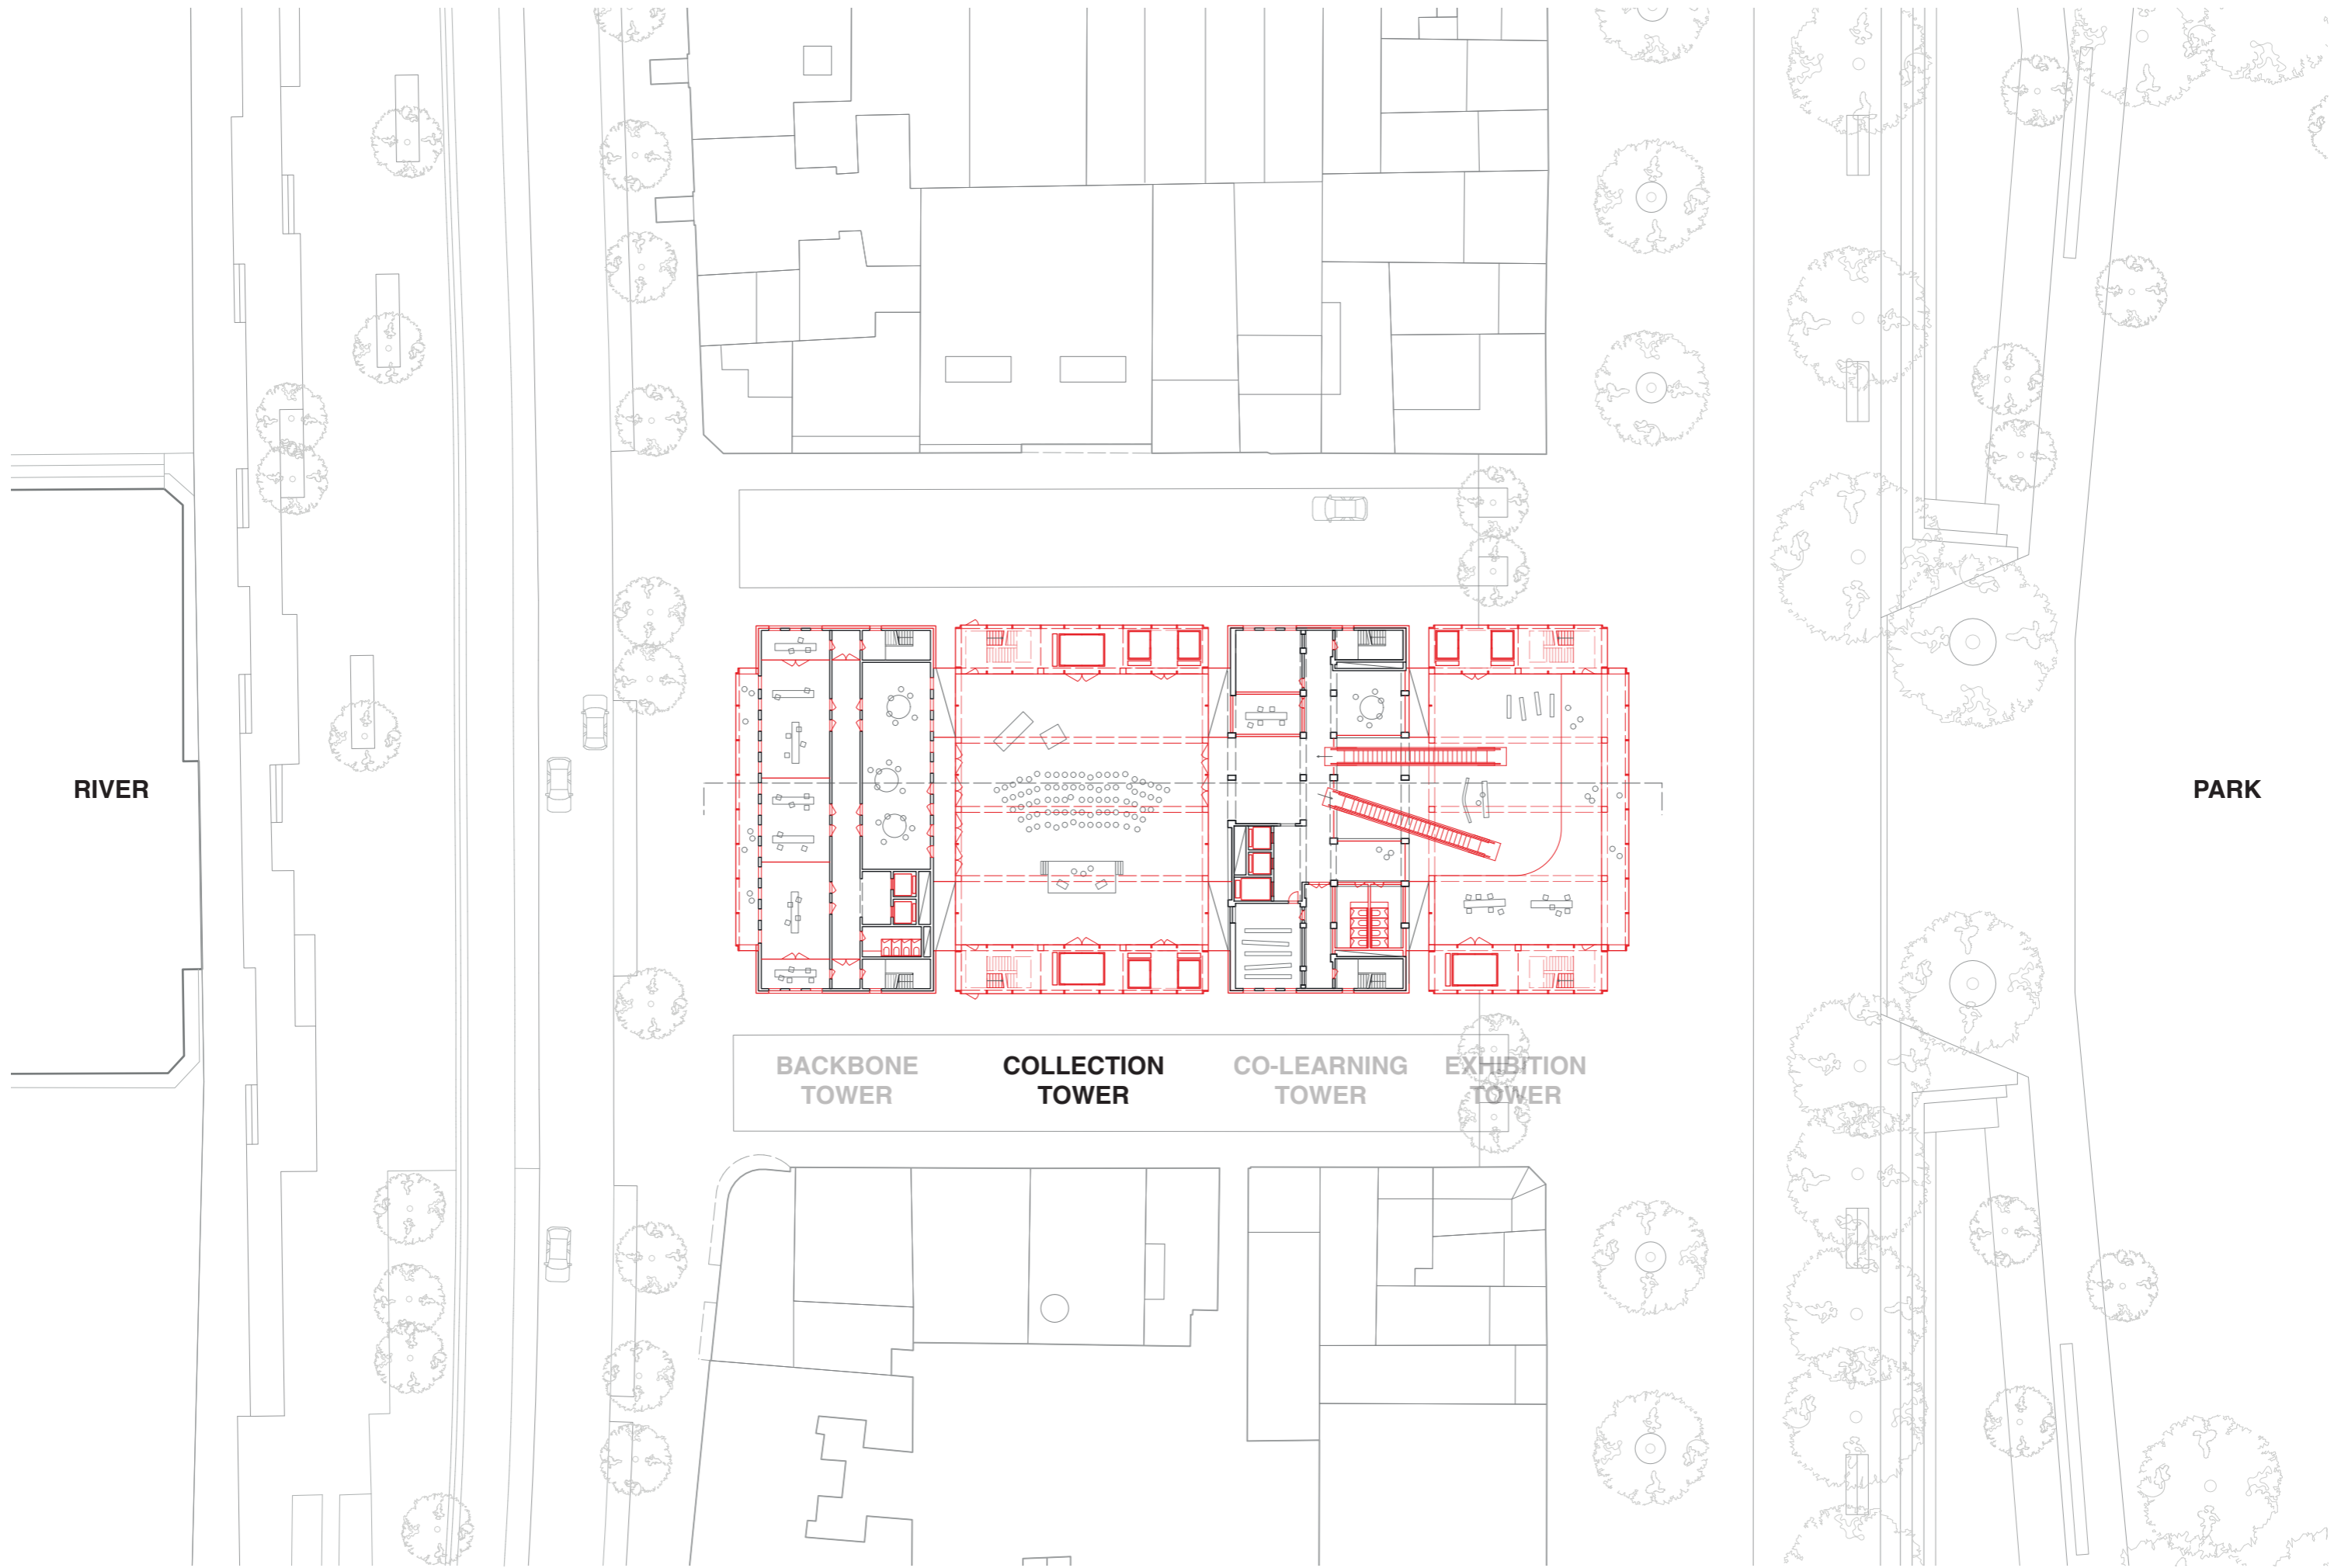 RIVER
PARK
BACKBONE
TOWER
COLLECTION
TOWER
CO-LEARNING
TOWER
EXHIBITION
TOWER